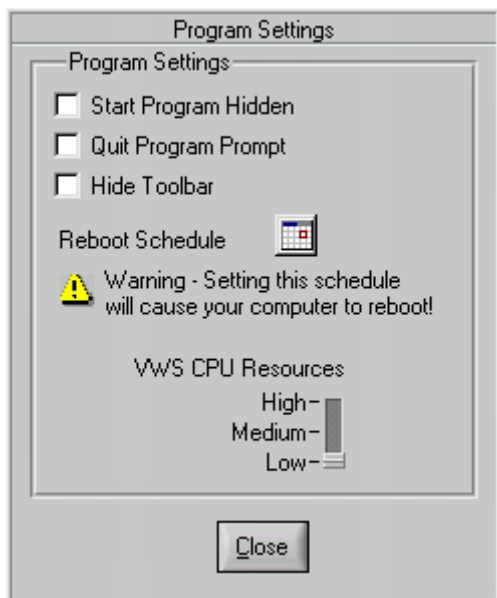 Program Settings
Program Settings
Start Program Hidden
Quit Program Prompt
Hide Toolbar
Reboot Schedule
Warning - Setting this schedule
will cause your computer to reboot!
VWS CPU Resources
High-
Medium-
Low-
Close